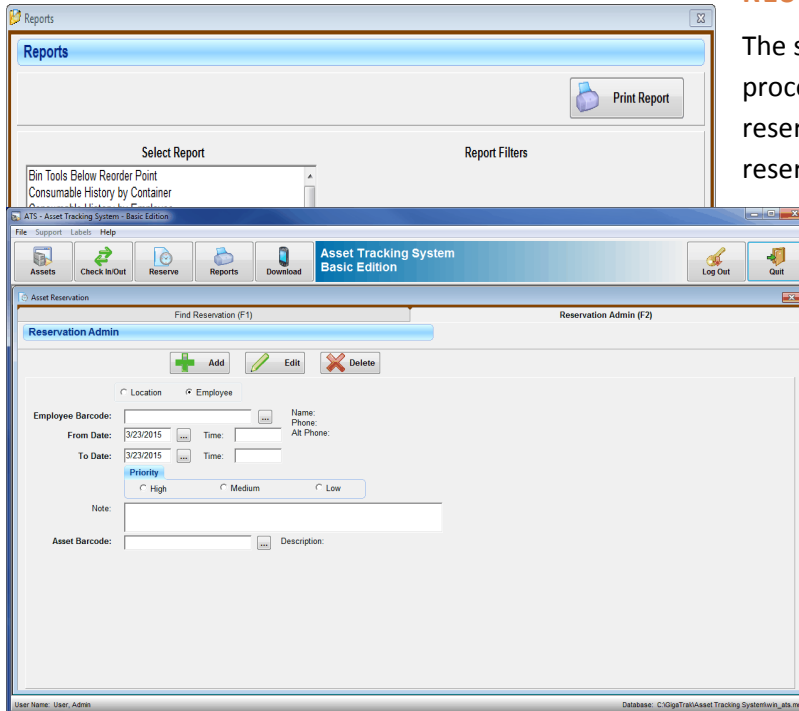 Reports
Reports
Print Report
Select Report
Report Filters
Bin Tools Below Reorder Point
Consumable History by Container
The
ATS - Asset Tracking System - Basic Edition
File Support Labels Help
Assets
Check In/Out
Reserve
Reports
Download
Asset Tracking System
Basic Edition
Log Out
Quit
Asset Reservation
Find Reservation (F1)
Reservation Admin (F2)
Reservation Admin
Add
Edit
Delete
Location
Employee
Employee Barcode:
...
Name:
Phone:
Alt Phone:
From Date:
3/23/2015
...
Time:
To Date:
3/23/2015
...
Time:
Priority
High
Medium
Low
Note:
Asset Barcode:
...
Description:
User Name: User, Admin
Database: C:\GigaTrak\Asset Tracking System\win_ats.m